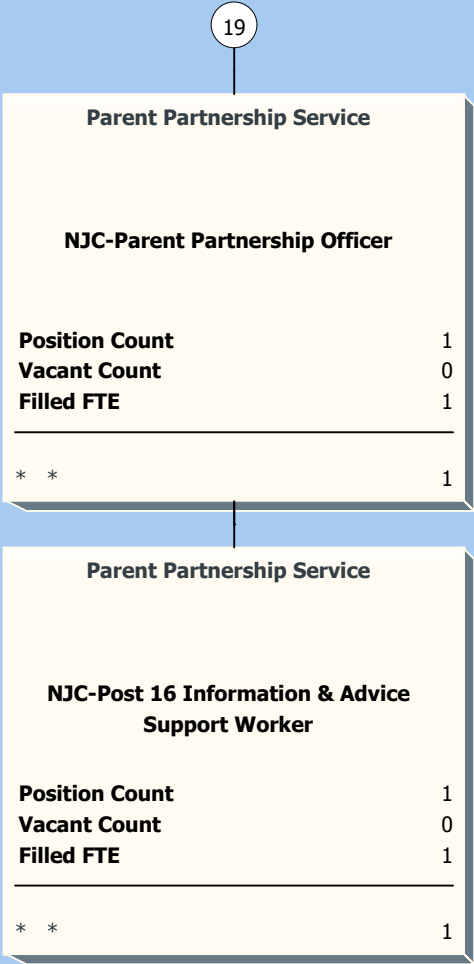 19
Parent Partnership Service
NJC-Parent Partnership Officer
Position Count 1
Vacant Count 0
Filled FTE 1
* * 1
Parent Partnership Service
NJC-Post 16 Information & Advice
Support Worker
Position Count 1
Vacant Count 0
Filled FTE 1
* * 1